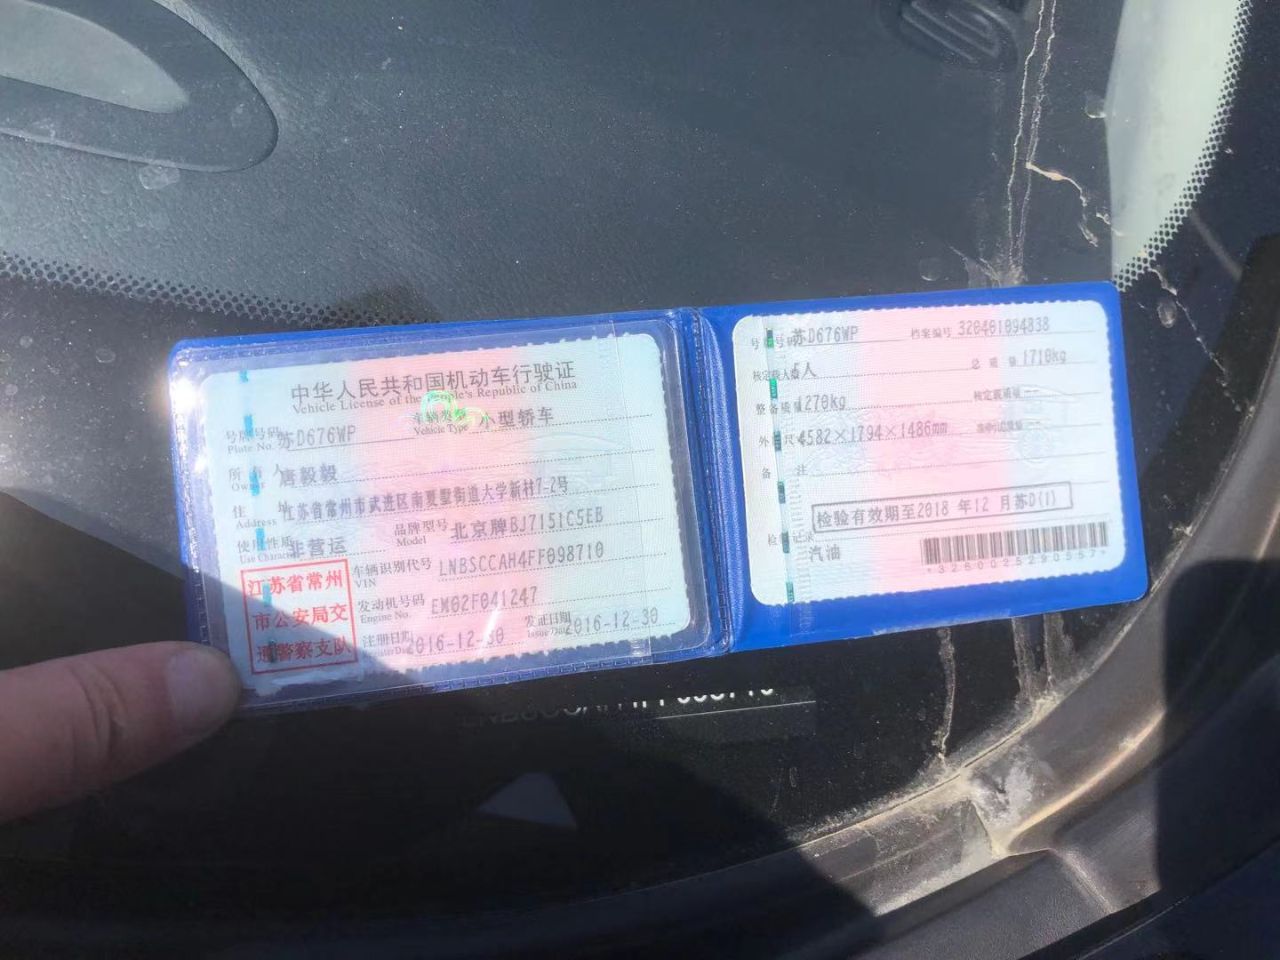 中华人民共和国机动车行驶证
Vehicle License of the People's Republic of China
号牌号码 苏D676WP 车辆类型 小型轿车
Plate No. Vehicle Type
所有人 唐毅毅
Owner
住址 江苏省常州市武进区南夏墅街道大学新村7-2号
Address
使用性质 非营运 品牌型号 北京牌BJ7151C5EB
Use Character Model
江苏省常州
市公安局交
通警察支队
车辆识别代号 LNBSCCAH4FF098710
VIN
发动机号码 EM02F041247
Engine No.
注册日期 2016-12-30 发证日期 2016-12-30
Register Date Issue Date
号牌号码 苏D676WP 档案编号 320401094838
核定载人数 5人 总质量 1710kg
整备质量 1270kg 核定载质量 --
外廓尺寸 4582×1794×1486mm --
备注
检验有效期至2018年12月苏D(1)
检验记录
汽油
*3260025290557*